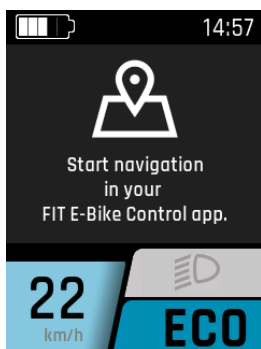 14:57
Start navigation
in your
FIT E-Bike Control app.
22
km/h
ECO